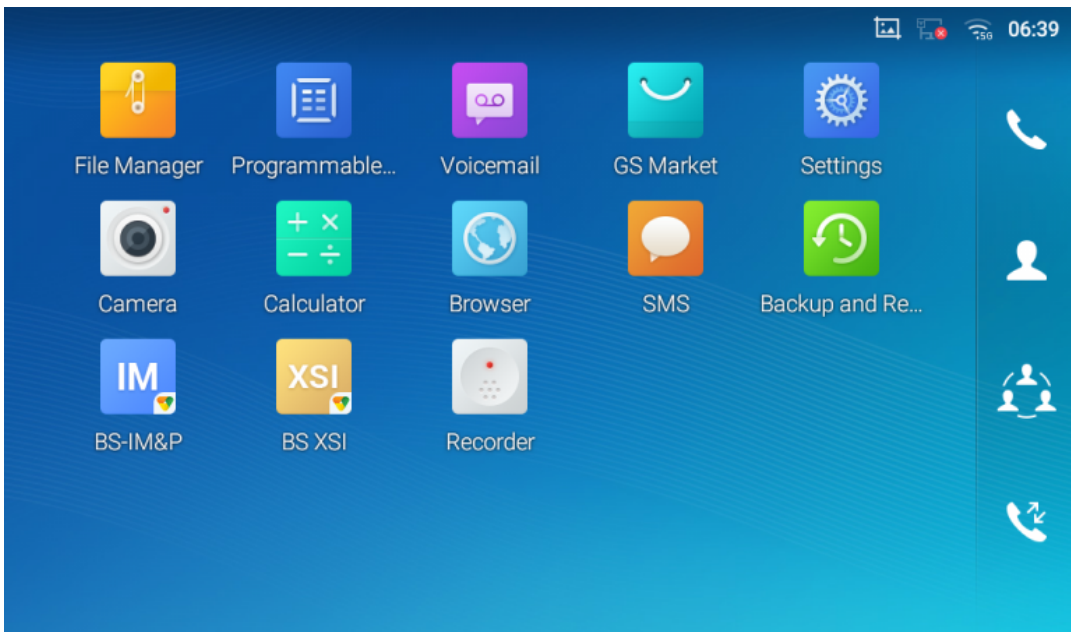 5G 06:39
File Manager Programmable... Voicemail GS Market Settings
Camera Calculator Browser SMS Backup and Re...
IM XSI
BS-IM&P BS XSI Recorder